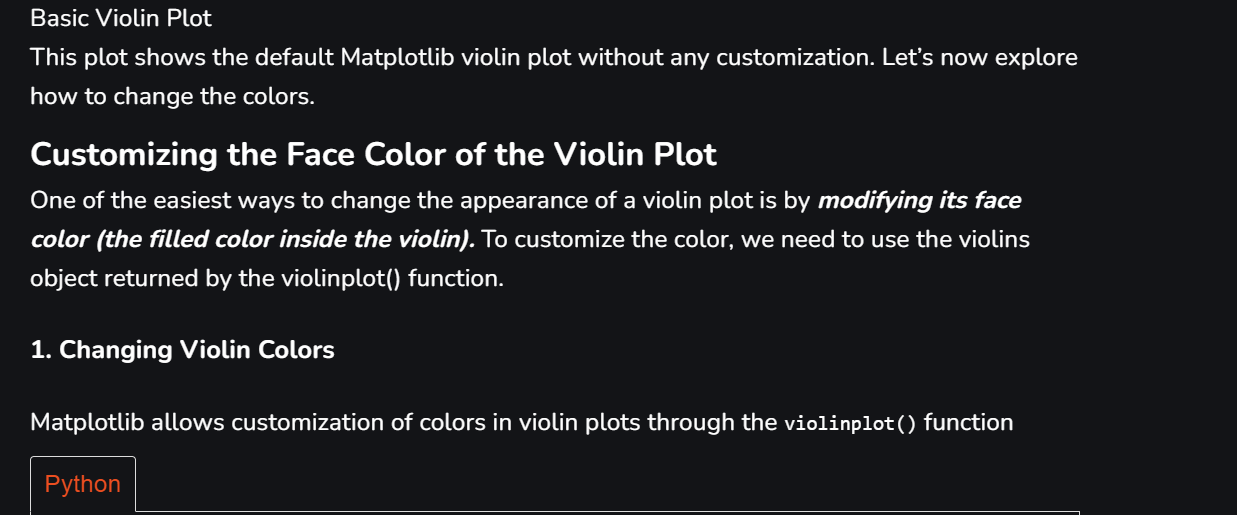 Basic Violin Plot
This plot shows the default Matplotlib violin plot without any customization. Let’s now explore
how to change the colors.
Customizing the Face Color of the Violin Plot
One of the easiest ways to change the appearance of a violin plot is by modifying its face
color (the filled color inside the violin). To customize the color, we need to use the violins
object returned by the violinplot() function.
1. Changing Violin Colors
Matplotlib allows customization of colors in violin plots through the violinplot() function
Python